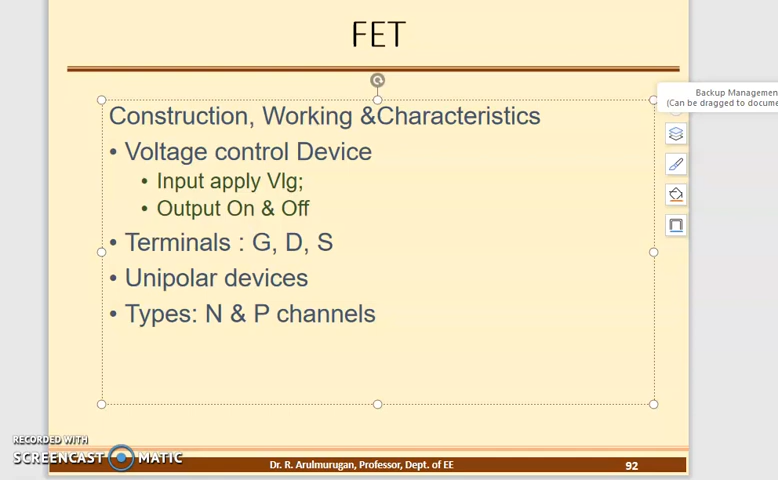 FET
Backup Management
(Can be dragged to docume
Construction, Working &Characteristics
• Voltage control Device
• Input apply Vlg;
• Output On & Off
• Terminals : G, D, S
• Unipolar devices
• Types: N & P channels
RECORDED WITH
SCREENCAST MATIC
Dr. R. Arulmurugan, Professor, Dept. of EE
92